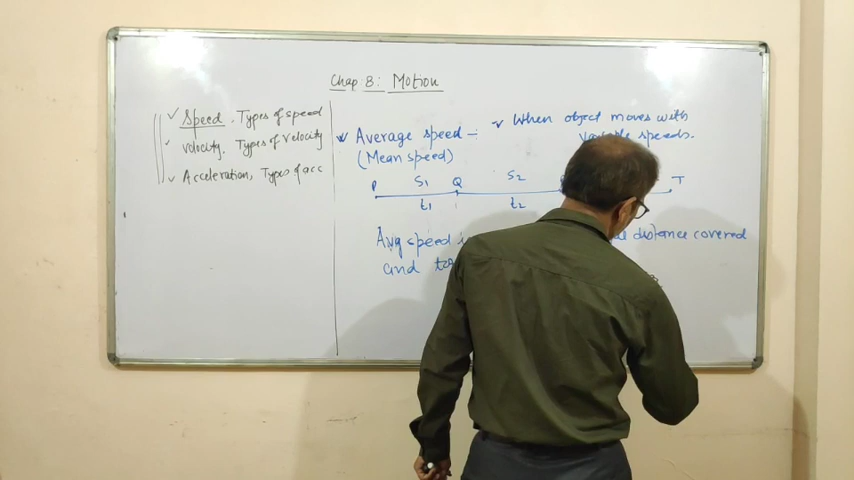 Chap. 8: Motion
✓ Speed. Types of speed
✓ velocity. Types of velocity
✓ Acceleration, Types of acc
✓ Average speed -
(Mean speed)
✓ When object moves with
variable speeds.
P S1 Q S2 T
t1 t2
Avg speed distance covered
and